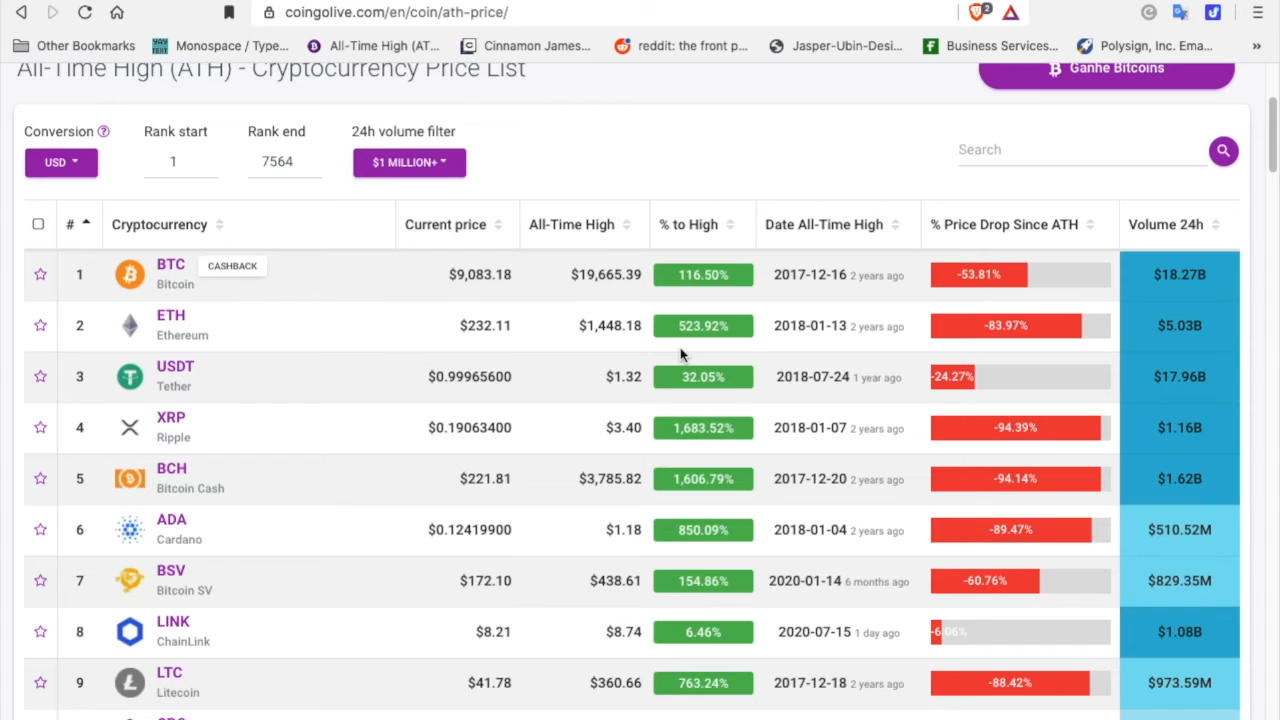 coingolive.com/en/coin/ath-price/
2
Other Bookmarks
Monospace / Type...
All-Time High (AT...
Cinnamon James...
reddit: the front p...
Jasper-Ubin-Desi...
Business Services...
Polysign, Inc. Ema...
»
All-Time High (ATH) - Cryptocurrency Price List
Ganhe Bitcoins
Conversion Rank start Rank end 24h volume filter
USD 1 7564 $1 MILLION+ Search
# Cryptocurrency Current price All-Time High % to High Date All-Time High % Price Drop Since ATH Volume 24h
1 BTC CASHBACK $9,083.18 $19,665.39 116.50% 2017-12-16 2 years ago -53.81% $18.27B
Bitcoin
2 ETH $232.11 $1,448.18 523.92% 2018-01-13 2 years ago -83.97% $5.03B
Ethereum
3 USDT $0.99965600 $1.32 32.05% 2018-07-24 1 year ago -24.27% $17.96B
Tether
4 XRP $0.19063400 $3.40 1,683.52% 2018-01-07 2 years ago -94.39% $1.16B
Ripple
5 BCH $221.81 $3,785.82 1,606.79% 2017-12-20 2 years ago -94.14% $1.62B
Bitcoin Cash
6 ADA $0.12419900 $1.18 850.09% 2018-01-04 2 years ago -89.47% $510.52M
Cardano
7 BSV $172.10 $438.61 154.86% 2020-01-14 6 months ago -60.76% $829.35M
Bitcoin SV
8 LINK $8.21 $8.74 6.46% 2020-07-15 1 day ago -6.06% $1.08B
ChainLink
9 LTC $41.78 $360.66 763.24% 2017-12-18 2 years ago -88.42% $973.59M
Litecoin